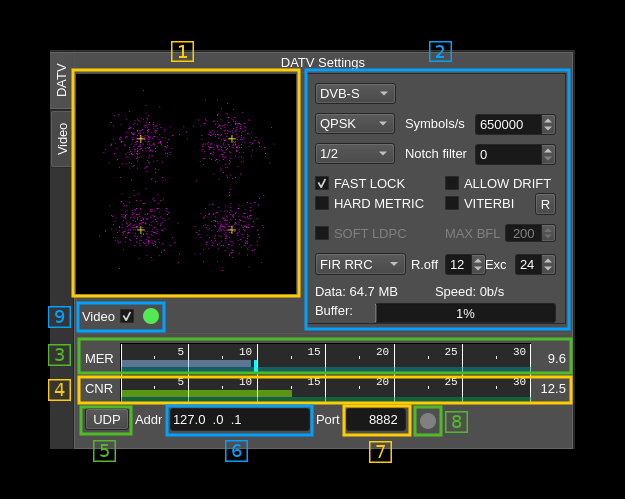 1
2
DATV Settings
DATV
Video
DVB-S
QPSK Symbols/s 650000
1/2 Notch filter 0
FAST LOCK ALLOW DRIFT
HARD METRIC VITERBI R
SOFT LDPC MAX BFL 200
FIR RRC R.off 12 Exc 24
Data: 64.7 MB Speed: 0b/s
Buffer: 1%
9 Video
3 MER 5 10 15 20 25 30 9.6
4 CNR 5 10 15 20 25 30 12.5
UDP Addr 127.0 .0 .1 Port 8882 8
5 6 7